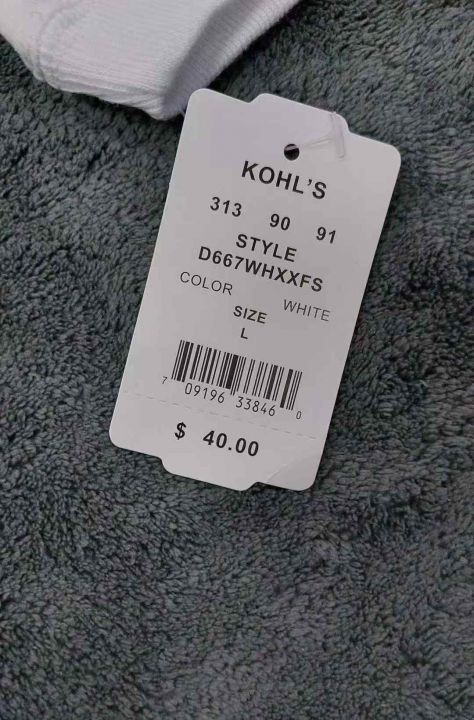 KOHL'S
313 90 91
STYLE
D667WHXXFS
COLOR WHITE
SIZE
L
7 09196 33846 0
$ 40.00